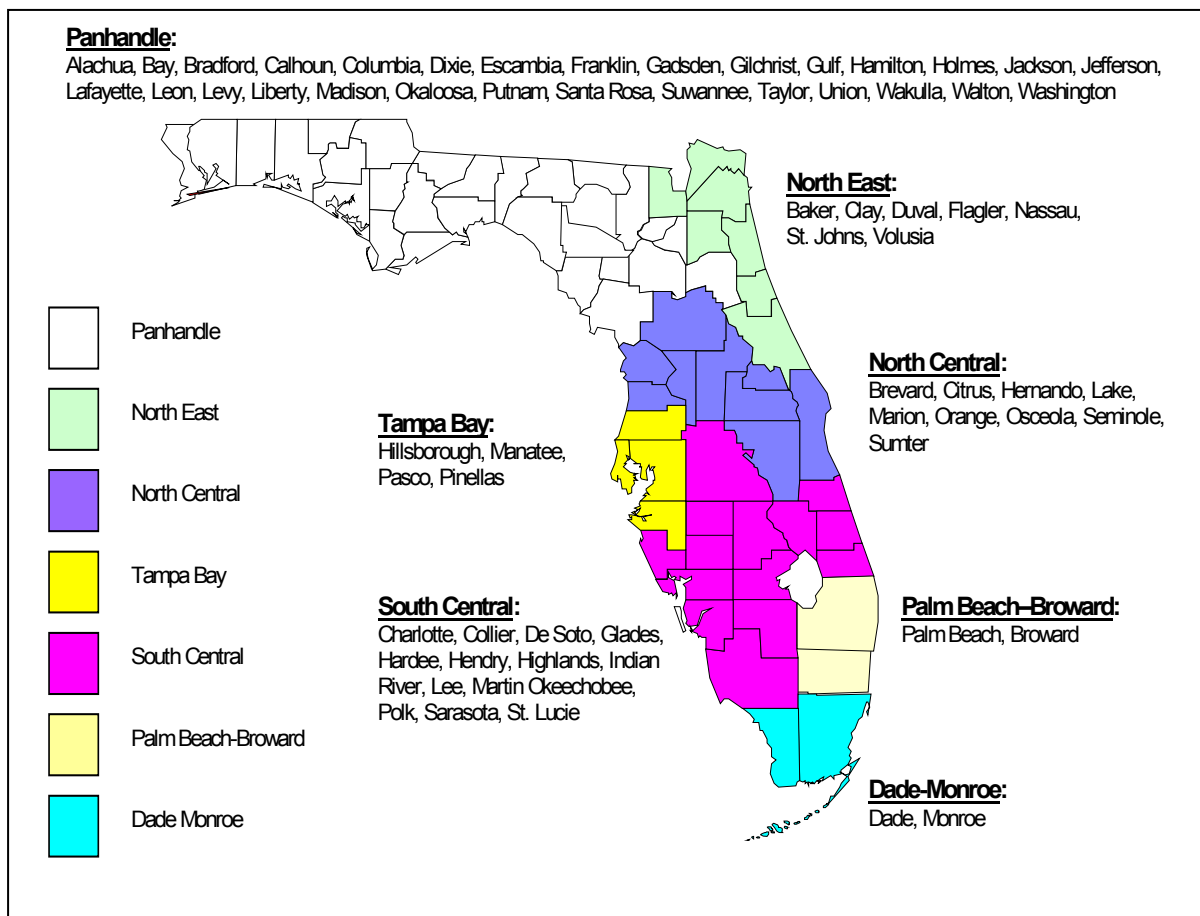 Panhandle:
Alachua, Bay, Bradford, Calhoun, Columbia, Dixie, Escambia, Franklin, Gadsden, Gilchrist, Gulf, Hamilton, Holmes, Jackson, Jefferson,
Lafayette, Leon, Levy, Liberty, Madison, Okaloosa, Putnam, Santa Rosa, Suwannee, Taylor, Union, Wakulla, Walton, Washington
North East:
Baker, Clay, Duval, Flagler, Nassau,
St. Johns, Volusia
Panhandle
North East
North Central
Tampa Bay
South Central
Palm Beach-Broward
Dade Monroe
North Central:
Brevard, Citrus, Hernando, Lake,
Marion, Orange, Osceola, Seminole,
Sumter
Tampa Bay:
Hillsborough, Manatee,
Pasco, Pinellas
South Central:
Charlotte, Collier, De Soto, Glades,
Hardee, Hendry, Highlands, Indian
River, Lee, Martin Okeechobee,
Polk, Sarasota, St. Lucie
Palm Beach–Broward:
Palm Beach, Broward
Dade-Monroe:
Dade, Monroe